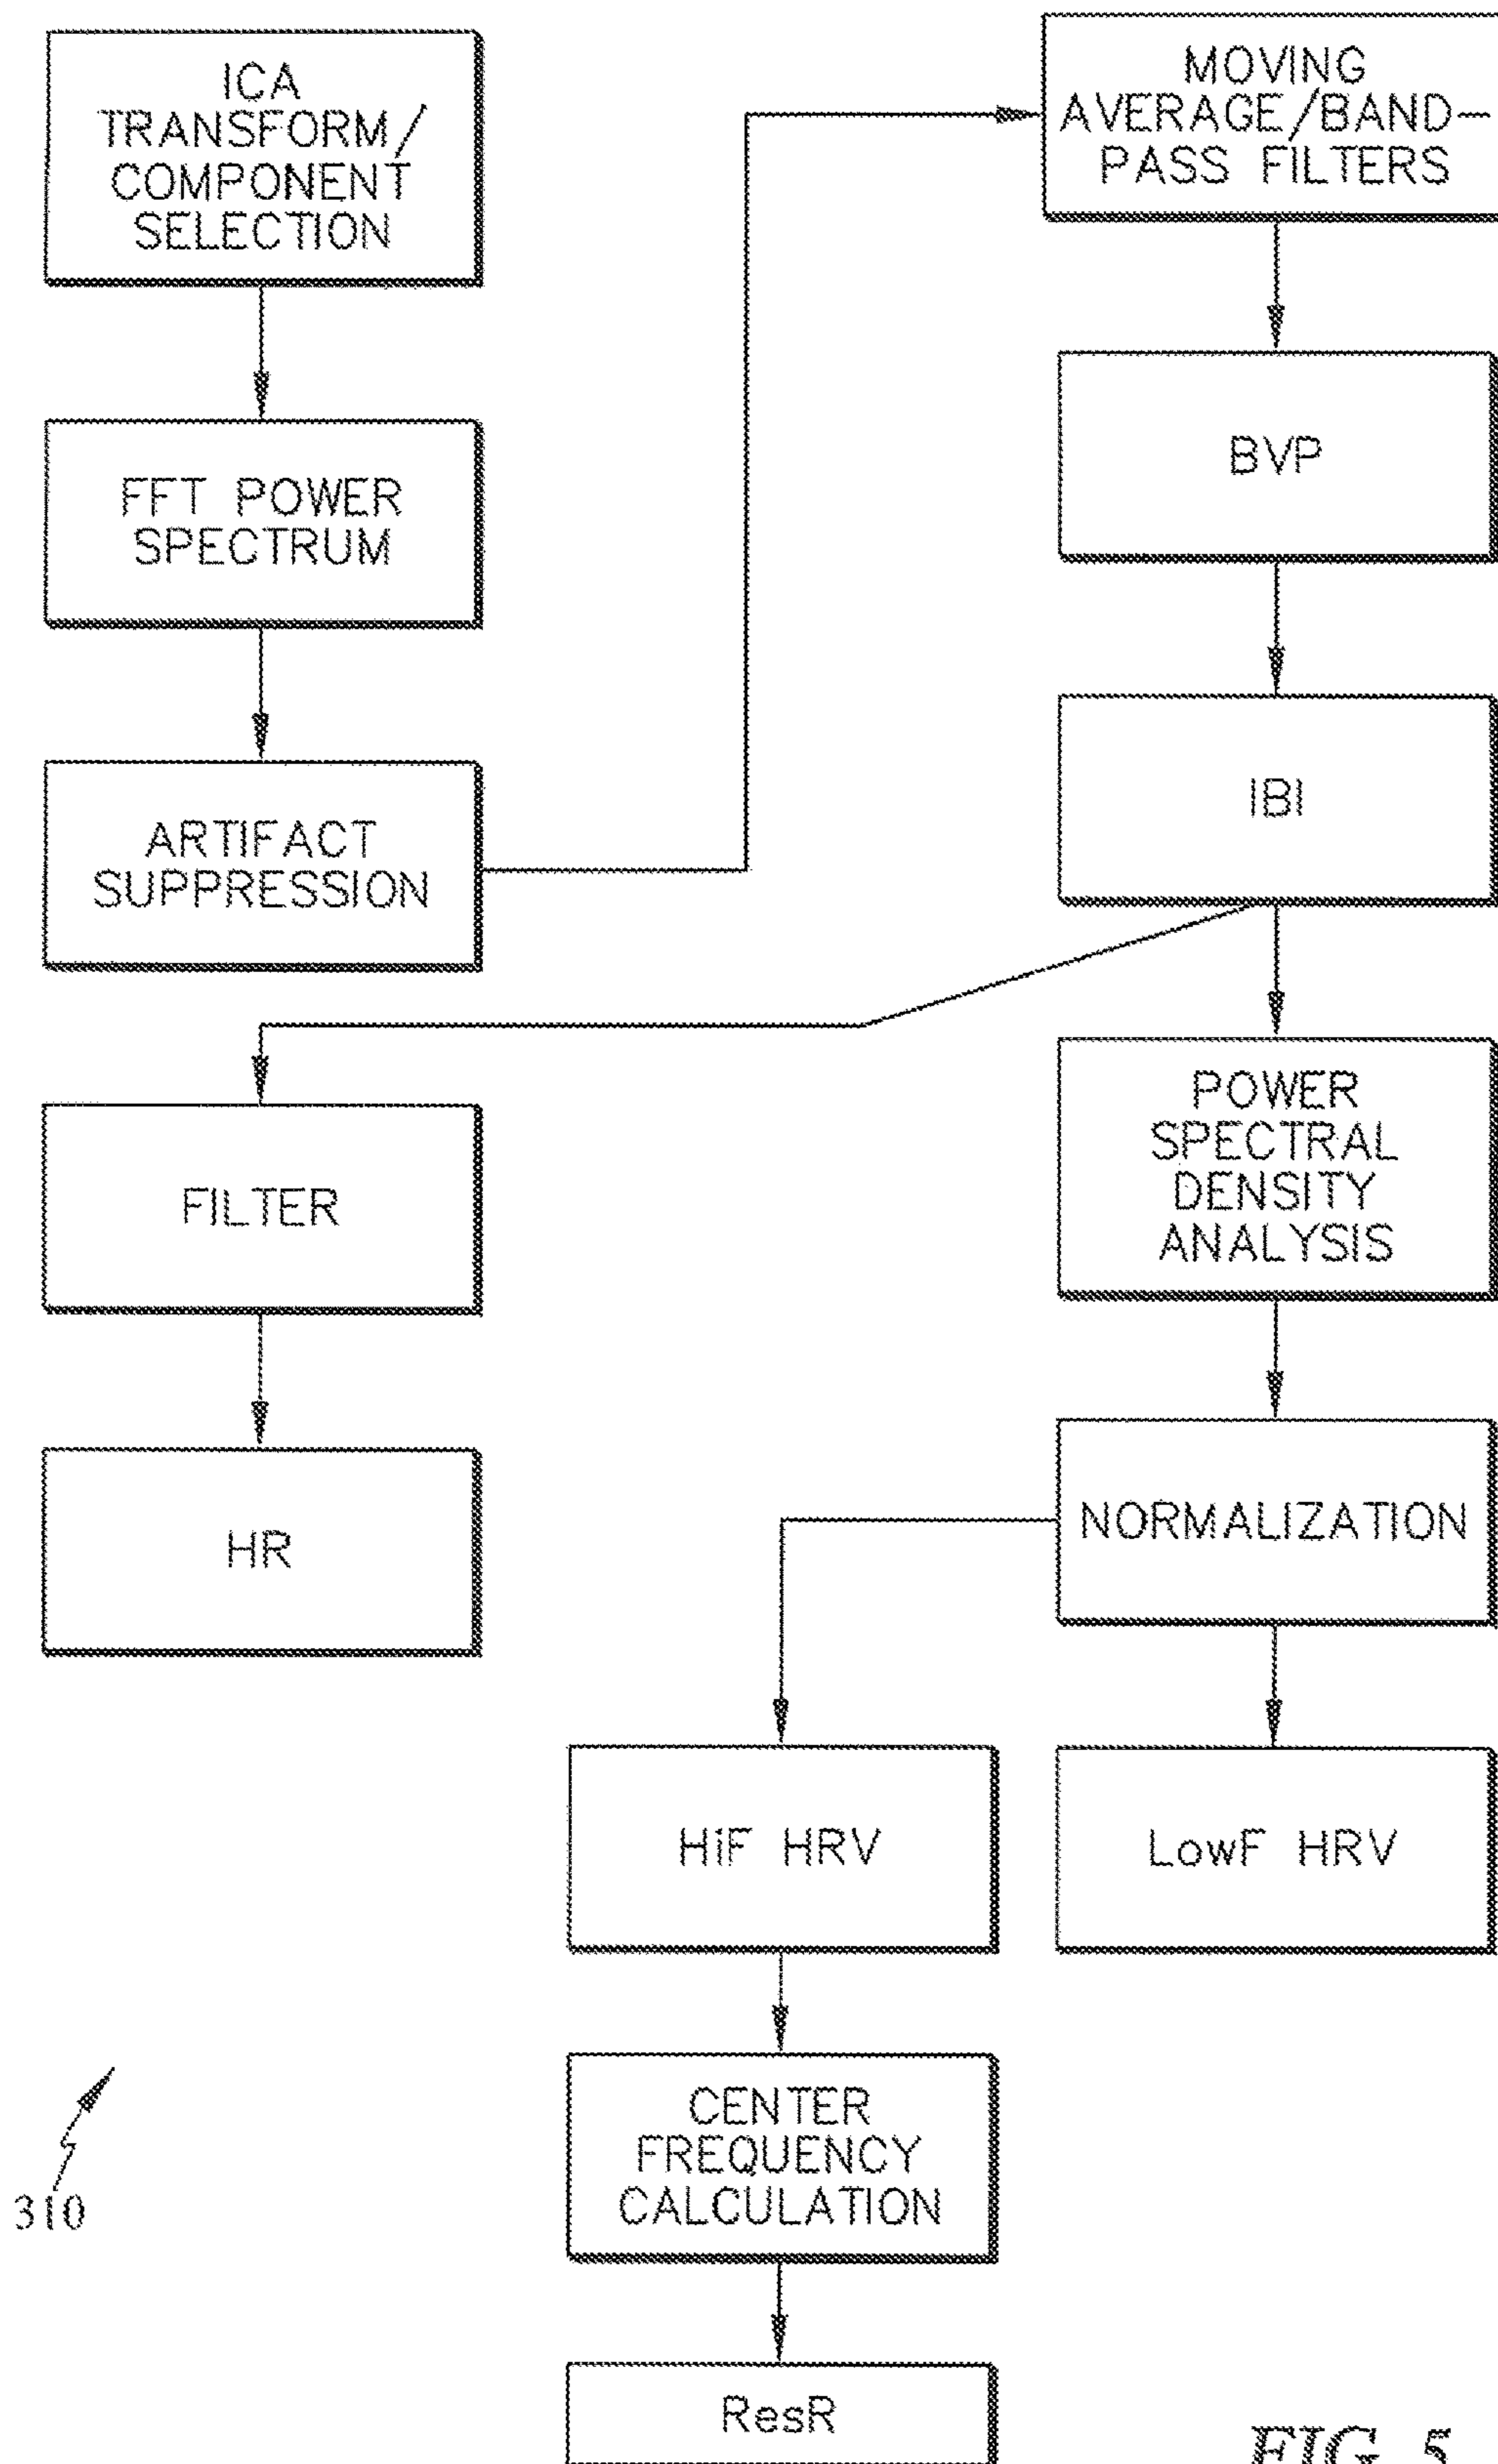 ICA
TRANSFORM/
COMPONENT
SELECTION
FFT POWER
SPECTRUM
ARTIFACT
SUPPRESSION
MOVING
AVERAGE/BAND-
PASS FILTERS
BVP
IBI
FILTER
HR
POWER
SPECTRAL
DENSITY
ANALYSIS
NORMALIZATION
HiF HRV
LowF HRV
CENTER
FREQUENCY
CALCULATION
ResR
310
FIG. 5